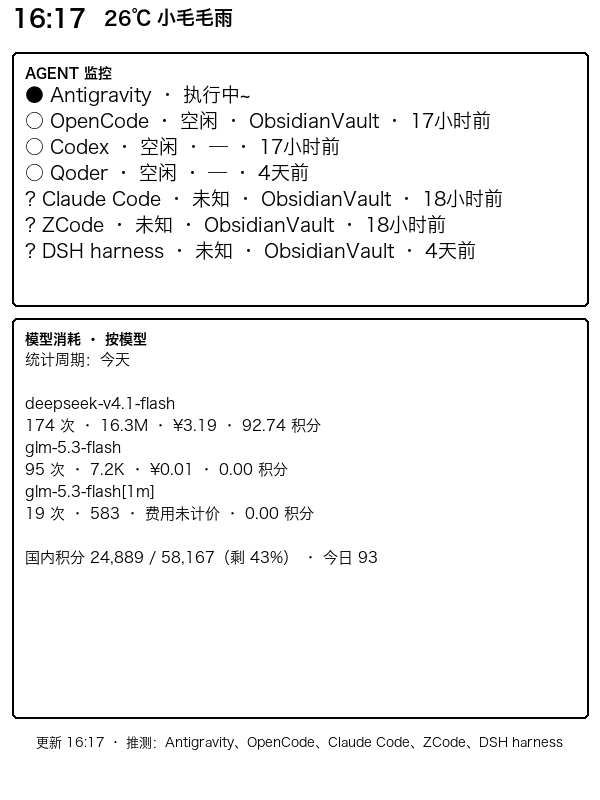 16:17 26℃ 小毛毛雨
AGENT 监控
● Antigravity · 执行中~
○ OpenCode · 空闲 · ObsidianVault · 17小时前
○ Codex · 空闲 · — · 17小时前
○ Qoder · 空闲 · — · 4天前
? Claude Code · 未知 · ObsidianVault · 18小时前
? ZCode · 未知 · ObsidianVault · 18小时前
? DSH harness · 未知 · ObsidianVault · 4天前
模型消耗 · 按模型
统计周期：今天
deepseek-v4.1-flash
174 次 · 16.3M · ¥3.19 · 92.74 积分
glm-5.3-flash
95 次 · 7.2K · ¥0.01 · 0.00 积分
glm-5.3-flash[1m]
19 次 · 583 · 费用未计价 · 0.00 积分
国内积分 24,889 / 58,167（剩 43%） · 今日 93
更新 16:17 · 推测：Antigravity、OpenCode、Claude Code、ZCode、DSH harness